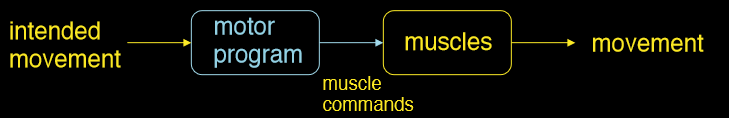 intended
movement
motor
program
muscle
commands
muscles
movement